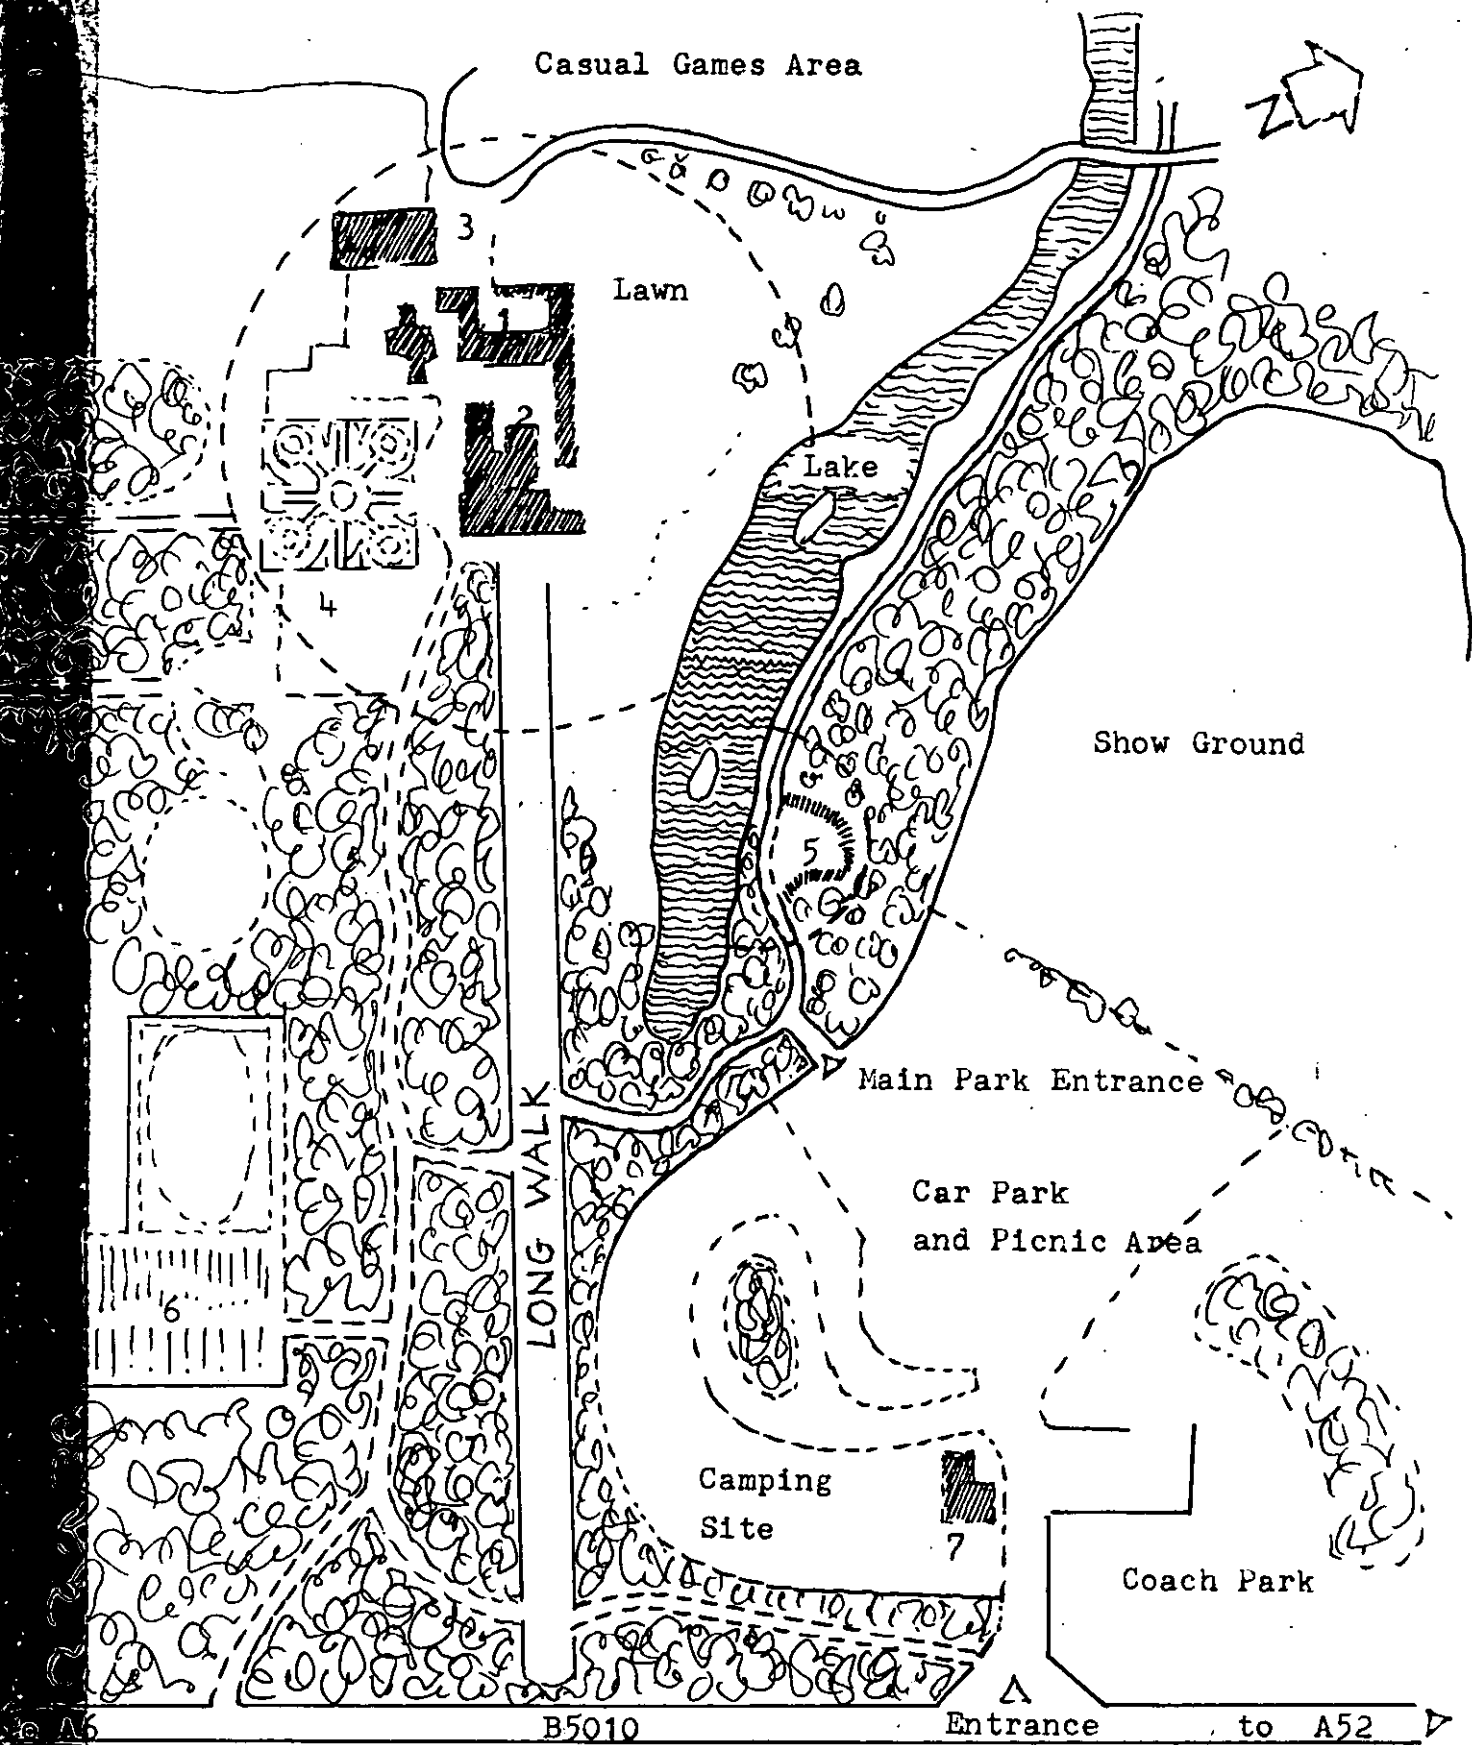 Casual Games Area
N
3
Lawn
1
2
Lake
4
Show Ground
5
Main Park Entrance
LONG WALK
Car Park
and Picnic Area
6
Camping
Site
7
Coach Park
A6
B5010
Entrance
to A52